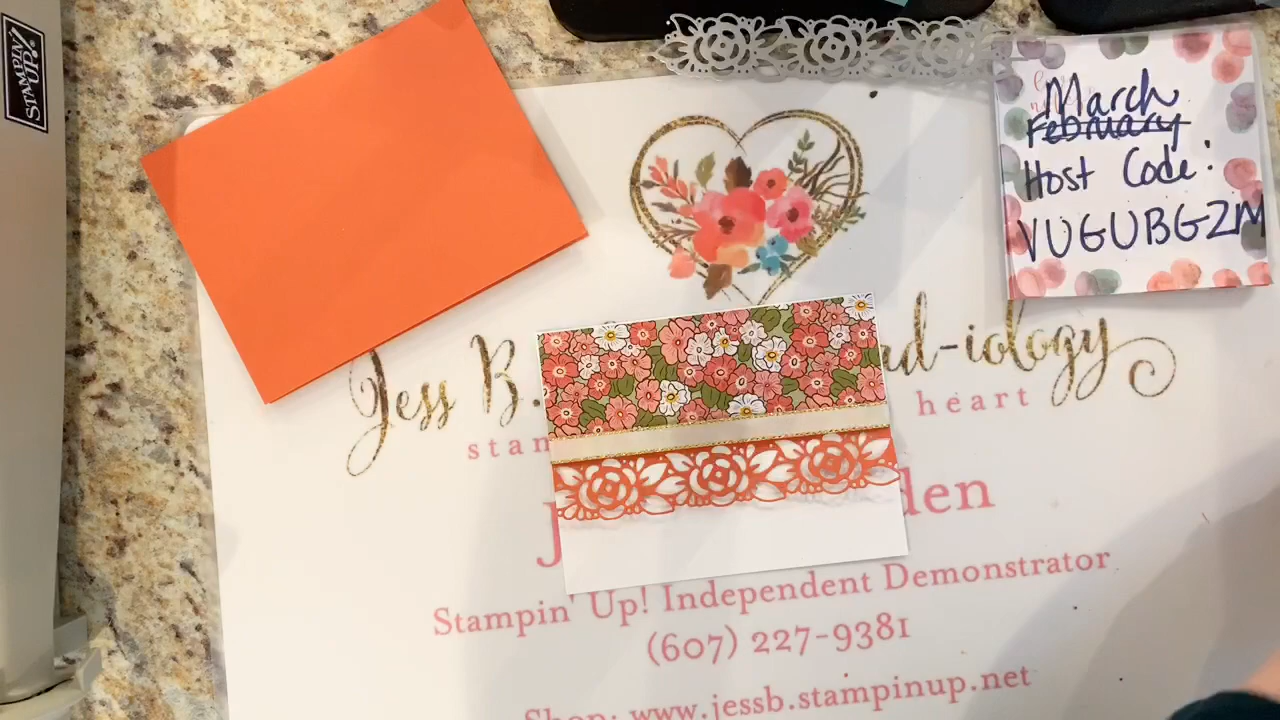 STAMPIN' UP!
March
February
Host Code:
VUGUBGZM
Jess B. ad-iology
stam heart
J den
Stampin' Up! Independent Demonstrator
(607) 227-9381
Shop: www.jessb.stampinup.net